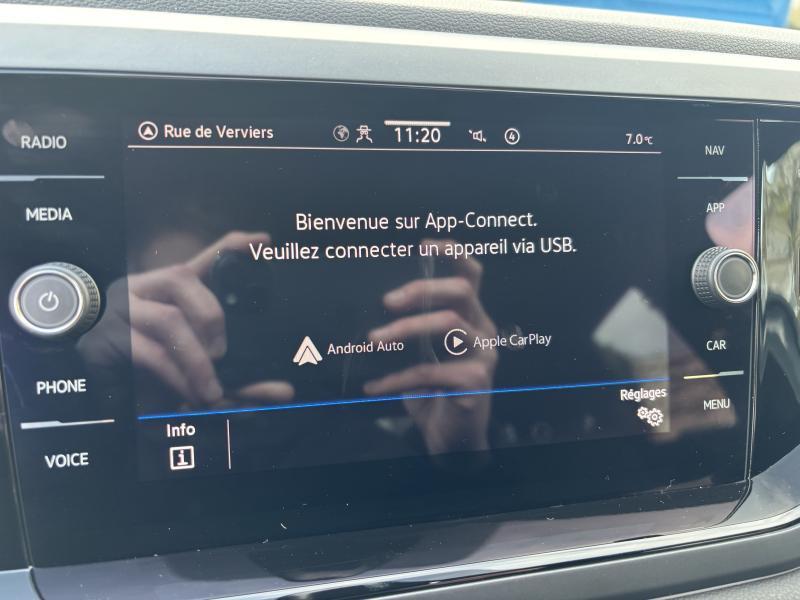 RADIO
MEDIA
PHONE
VOICE
Rue de Verviers
11:20
4
7.0°C
Bienvenue sur App-Connect.
Veuillez connecter un appareil via USB.
Android Auto
Apple CarPlay
Info
i
Réglages
NAV
APP
CAR
MENU